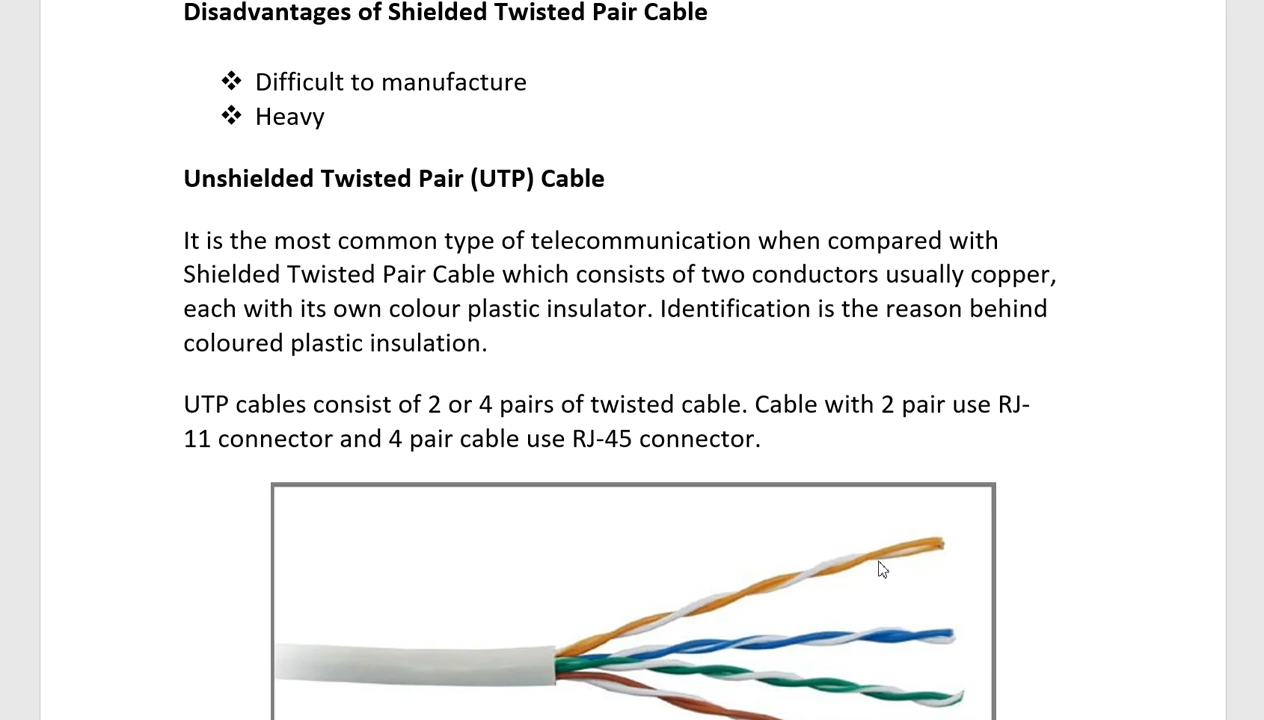 Disadvantages of Shielded Twisted Pair Cable
❖ Difficult to manufacture
❖ Heavy
Unshielded Twisted Pair (UTP) Cable
It is the most common type of telecommunication when compared with
Shielded Twisted Pair Cable which consists of two conductors usually copper,
each with its own colour plastic insulator. Identification is the reason behind
coloured plastic insulation.
UTP cables consist of 2 or 4 pairs of twisted cable. Cable with 2 pair use RJ-
11 connector and 4 pair cable use RJ-45 connector.